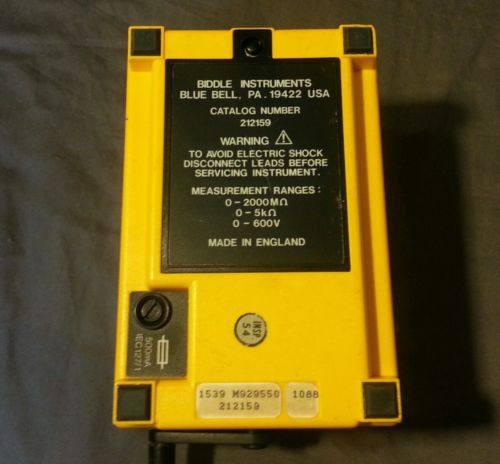 BIDDLE INSTRUMENTS
BLUE BELL, PA. 19422 USA
CATALOG NUMBER
212159
WARNING
TO AVOID ELECTRIC SHOCK
DISCONNECT LEADS BEFORE
SERVICING INSTRUMENT.
MEASUREMENT RANGES:
0-2000MΩ
0-5kΩ
0-600V
MADE IN ENGLAND
500mA
IEC127/1
INSP.
54
1539 M929550 1088
212159